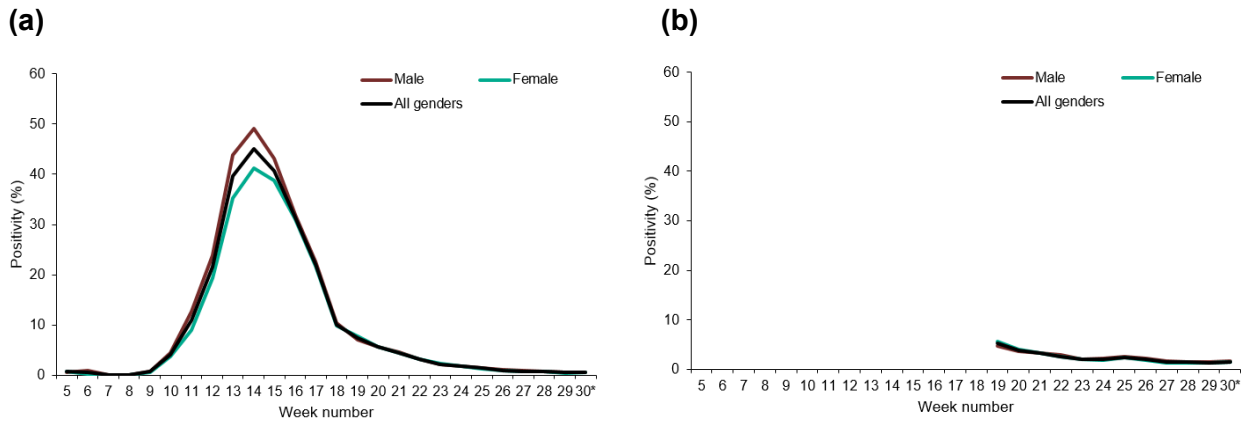 (a)
60
50
40
30
20
10
0
Positivity (%)
Male
Female
All genders
5 6 7 8 9 10 11 12 13 14 15 16 17 18 19 20 21 22 23 24 25 26 27 28 29 30*
Week number
(b)
60
50
40
30
20
10
0
Positivity (%)
Male
Female
All genders
5 6 7 8 9 10 11 12 13 14 15 16 17 18 19 20 21 22 23 24 25 26 27 28 29 30*
Week number